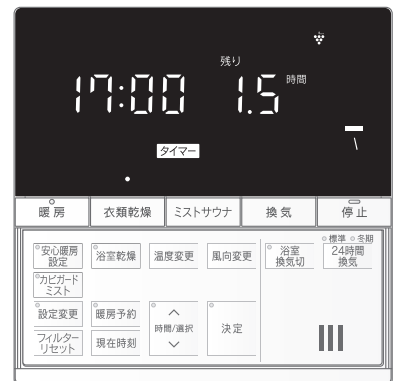 残り
17:00 1.5 時間
タイマー
暖房 衣類乾燥 ミストサウナ 換気 停止
標準 冬期
安心暖房
設定
浴室乾燥 温度変更 風向変更
浴室
換気切
24時間
換気
カビガード
ミスト
設定変更 暖房予約
時間/選択
決定
フィルター
リセット
現在時刻